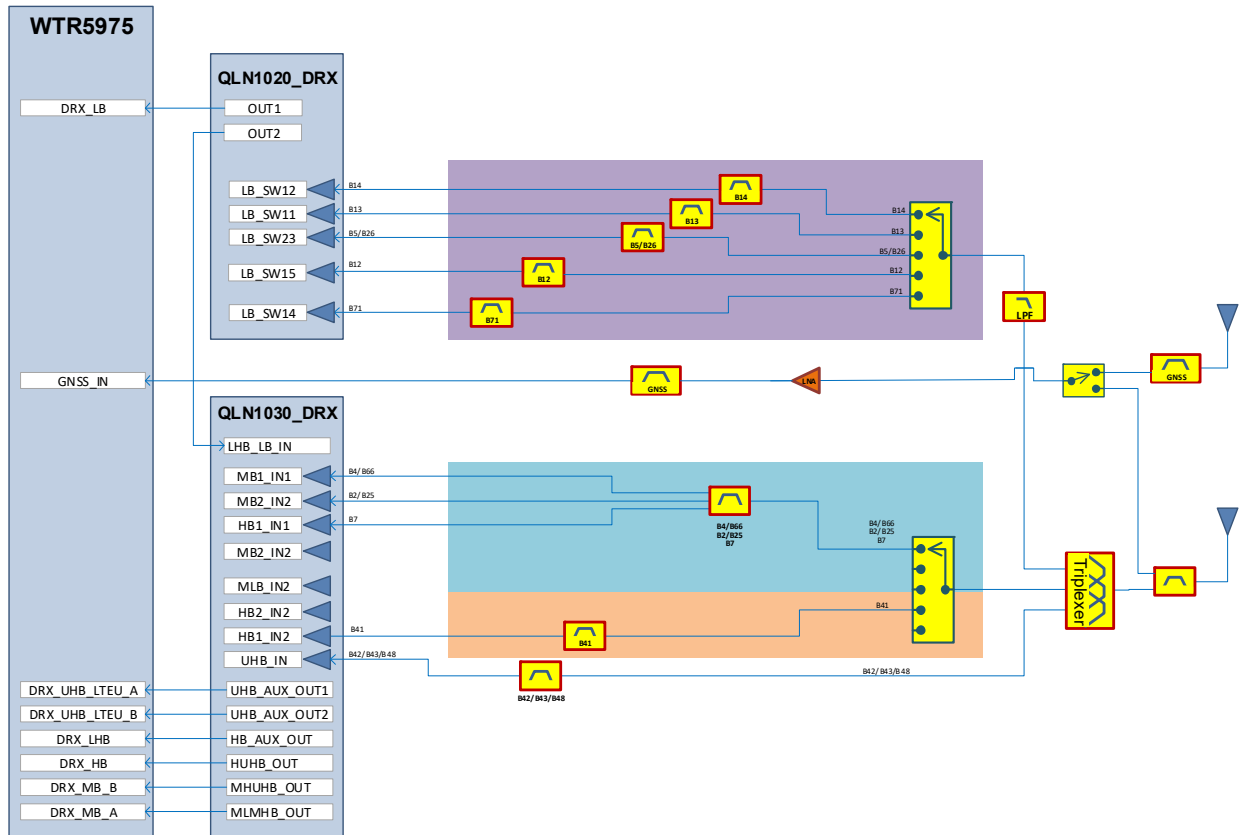 WTR5975
QLN1020_DRX
DRX_LB
OUT1
OUT2
LB_SW12
B14
B14
B14
LB_SW11
B13
B13
B13
LB_SW23
B5/B26
B5/B26
B5/B26
LB_SW15
B12
B12
B12
LB_SW14
B71
B71
B71
LPF
GNSS_IN
GNSS
LNA
GNSS
QLN1030_DRX
LHB_LB_IN
MB1_IN1
B4/B66
MB2_IN2
B2/B25
HB1_IN1
B7
B4/B66
B2/B25
B7
B4/B66
B2/B25
B7
MB2_IN2
MLB_IN2
HB2_IN2
HB1_IN2
B41
B41
B41
UHB_IN
B42/B43/B48
B42/B43/B48
B42/B43/B48
Triplexer
DRX_UHB_LTEU_A
UHB_AUX_OUT1
DRX_UHB_LTEU_B
UHB_AUX_OUT2
DRX_LHB
HB_AUX_OUT
DRX_HB
HUHB_OUT
DRX_MB_B
MHUHB_OUT
DRX_MB_A
MLMHB_OUT